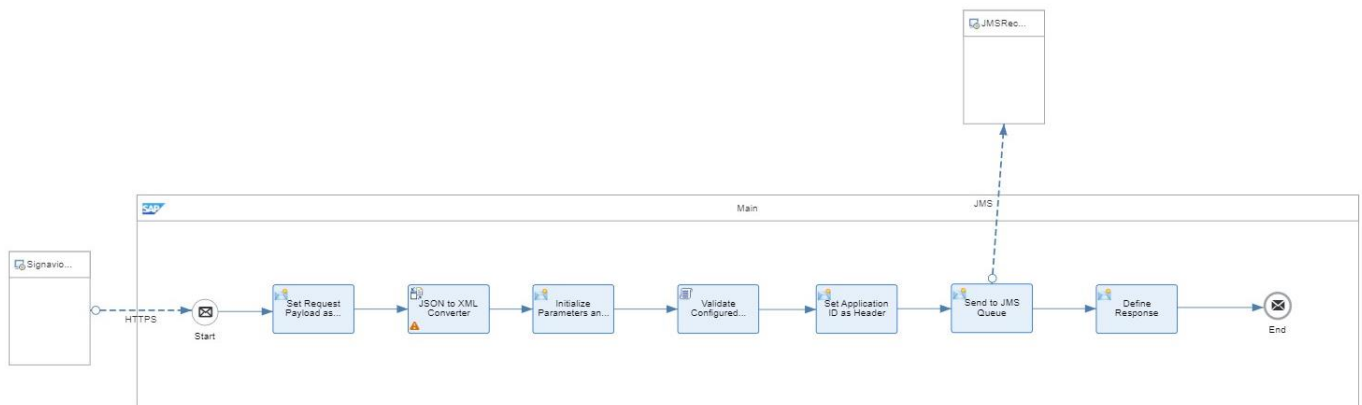 JMSRec...
SAP
Main
JMS
Signavio...
HTTPS
Start
Set Request
Payload as...
JSON to XML
Converter
Initialize
Parameters an...
Validate
Configured...
Set Application
ID as Header
Send to JMS
Queue
Define
Response
End